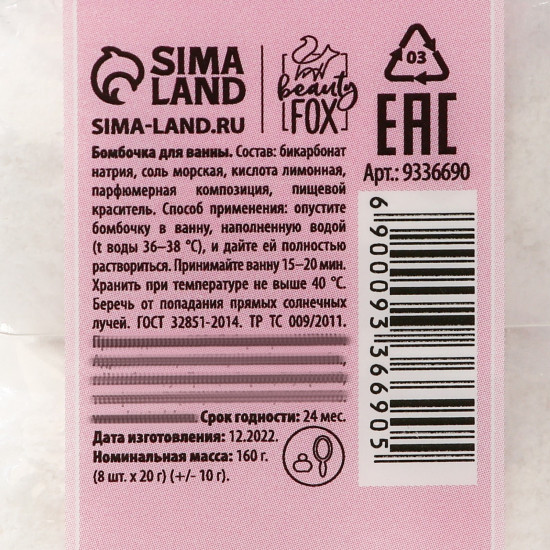 SIMA
LAND
SIMA-LAND.RU
beauty
FOX
03
EAC
Арт.: 9336690
Бомбочка для ванны. Состав: бикарбонат
натрия, соль морская, кислота лимонная,
парфюмерная композиция, пищевой
краситель. Способ применения: опустите
бомбочку в ванну, наполненную водой
(t воды 36–38 °C), и дайте ей полностью
раствориться. Принимайте ванну 15–20 мин.
Хранить при температуре не выше 40 °C.
Беречь от попадания прямых солнечных
лучей. ГОСТ 32851-2014. ТР ТС 009/2011.
Срок годности: 24 мес.
Дата изготовления: 12.2022.
Номинальная масса: 160 г.
(8 шт. х 20 г) (+/- 10 г).
6900093366905